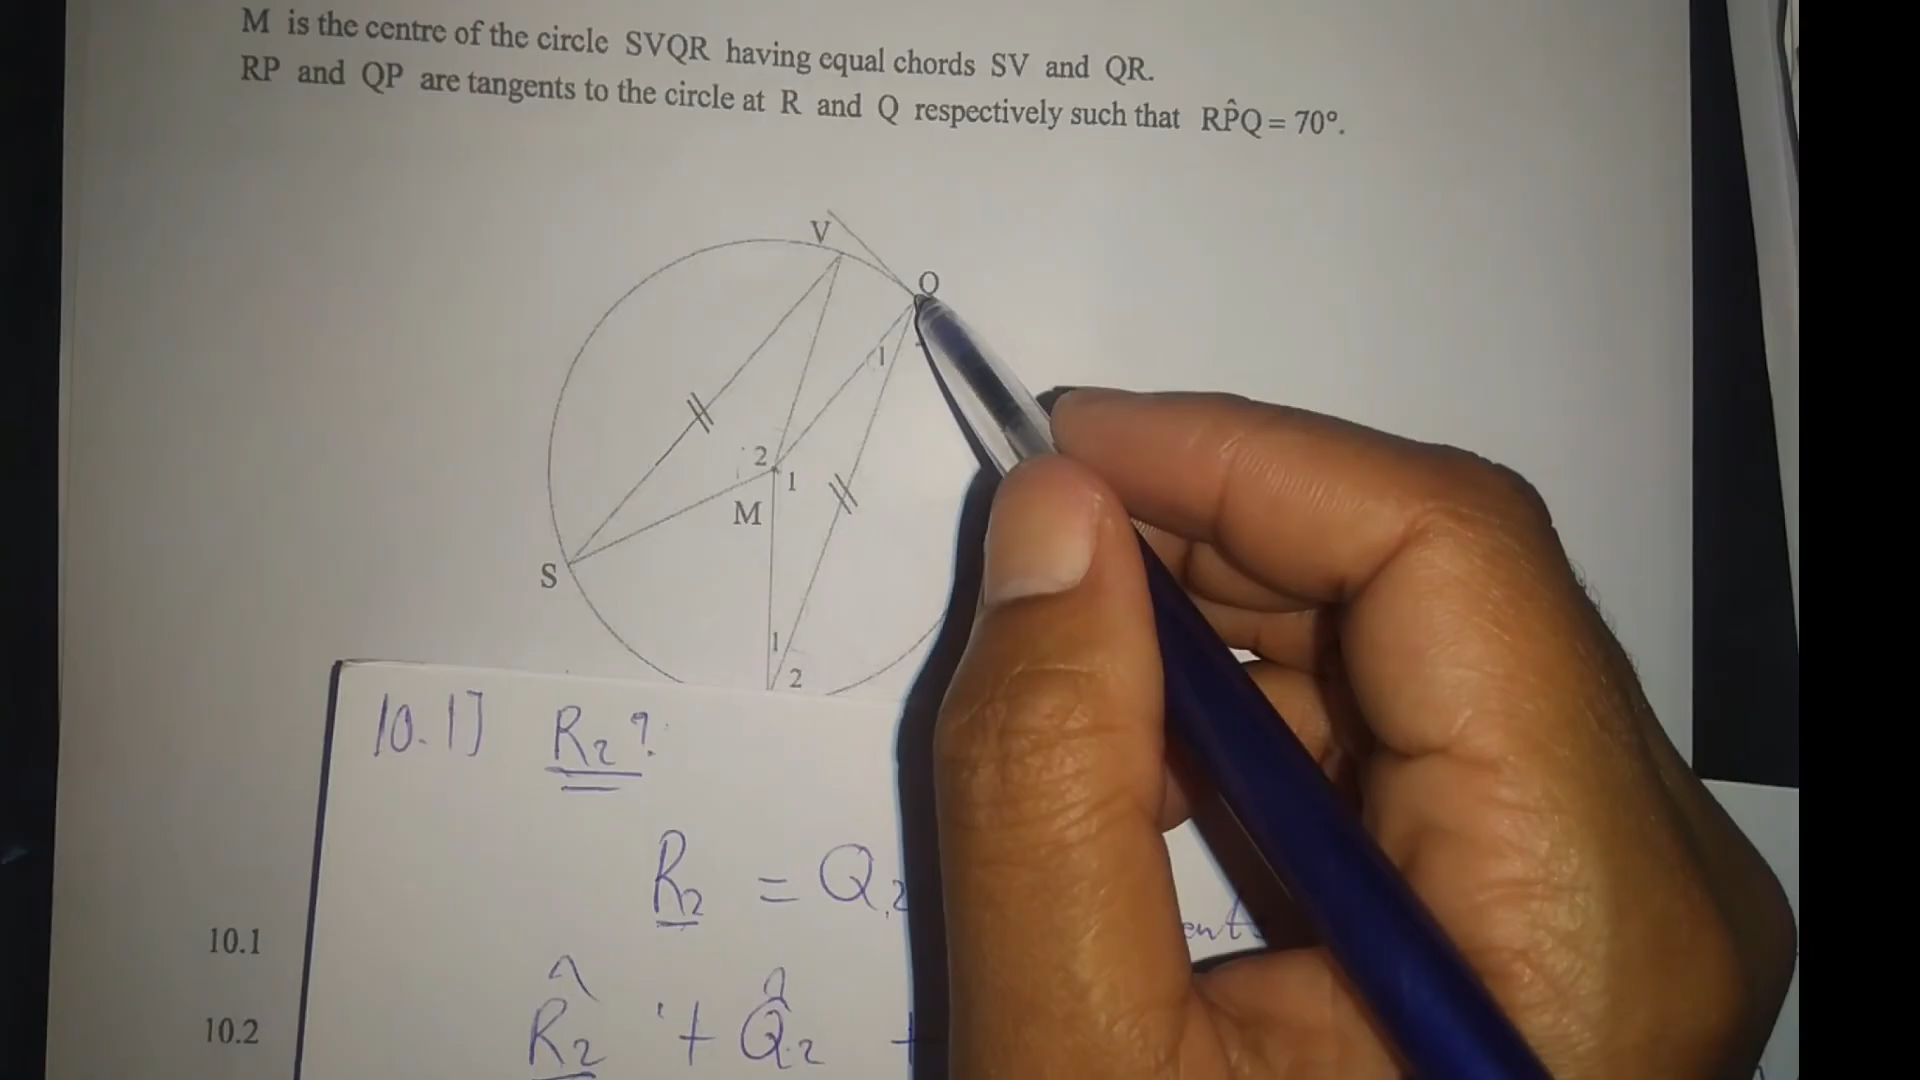 M is the centre of the circle SVQR having equal chords SV and QR.
RP and QP are tangents to the circle at R and Q respectively such that RP̂Q = 70°.
V
Q
1
2
1
M
S
1
2
10.1] R₂?
R₂ = Q₂
10.1
R̂₂ + Q̂₂ +
10.2